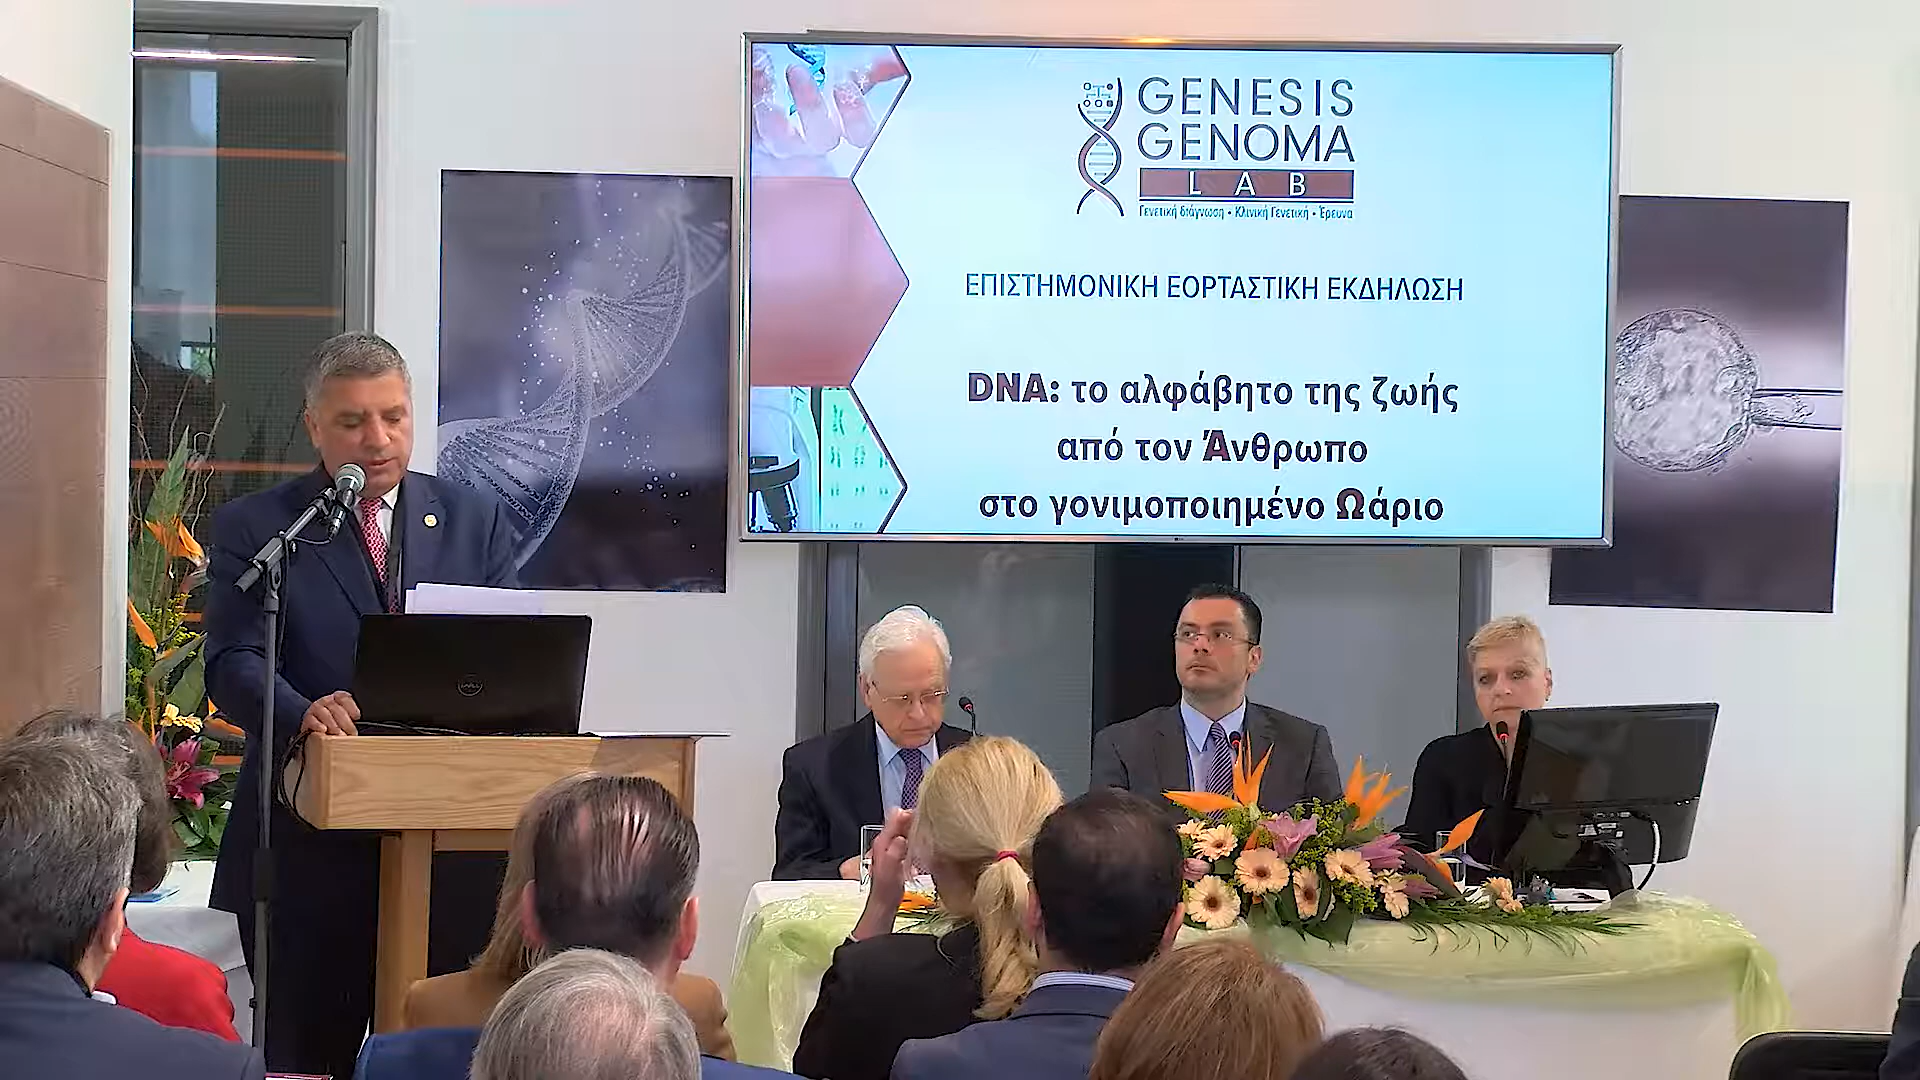 GENESIS
GENOMA
LAB
Γενετική διάγνωση • Κλινική Γενετική • Έρευνα
ΕΠΙΣΤΗΜΟΝΙΚΗ ΕΟΡΤΑΣΤΙΚΗ ΕΚΔΗΛΩΣΗ
DNA: το αλφάβητο της ζωής
από τον Άνθρωπο
στο γονιμοποιημένο Ωάριο
DELL